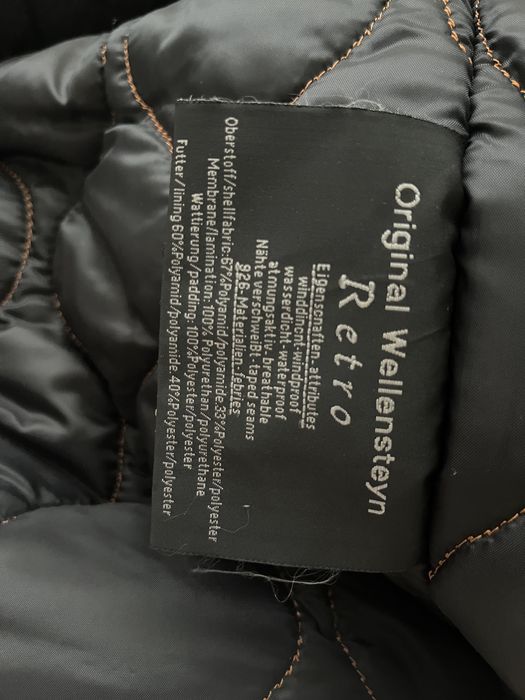 Original Wellensteyn
Retro
Eigenschaften-attributes
winddicht-windproof
wasserdicht-waterproof
atmungsaktiv-breathable
Nähte verschweißt-taped seams
926-Materialien-febries
Oberstoff/shellfabric:67%Polyamid/polyamide.33%Polyester/polyester
Membrane/lamination:100% Polyurethan/polyurethane
Wattierung/padding:100%Polyester/polyester
Futter/lining 60%Polyamid/polyamide.40%Polyester/polyester